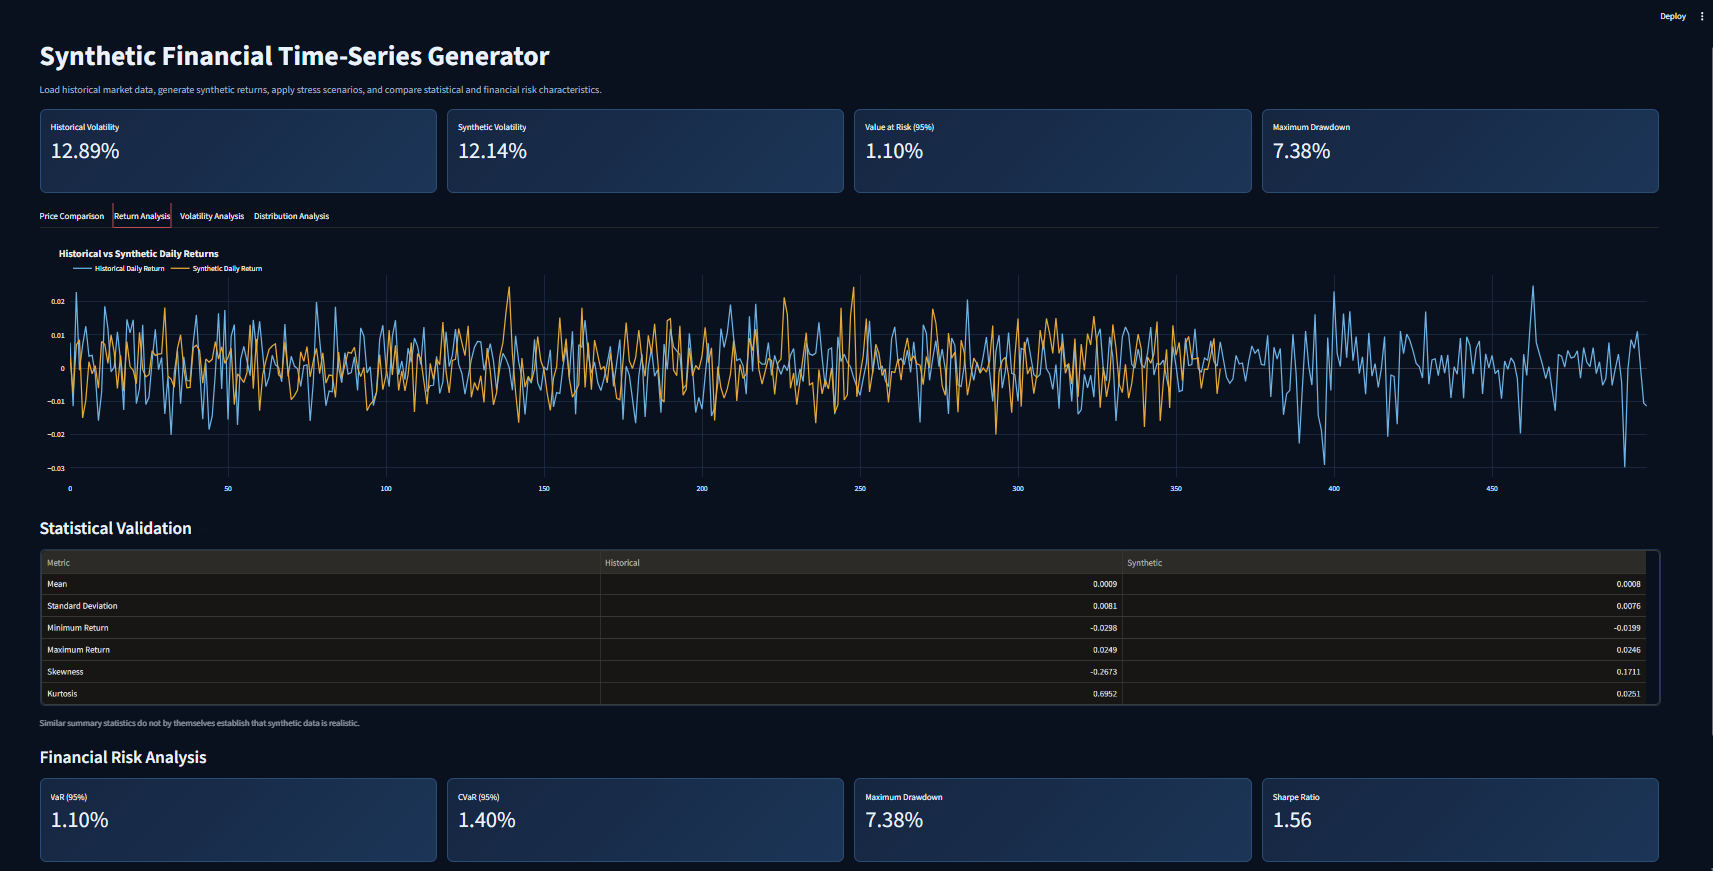 Deploy
Synthetic Financial Time-Series Generator
Load historical market data, generate synthetic returns, apply stress scenarios, and compare statistical and financial risk characteristics.
Historical Volatility
12.89%
Synthetic Volatility
12.14%
Value at Risk (95%)
1.10%
Maximum Drawdown
7.38%
Price Comparison Return Analysis Volatility Analysis Distribution Analysis
Historical vs Synthetic Daily Returns
Historical Daily Return Synthetic Daily Return
0.02
0.01
0
−0.01
−0.02
−0.03
0 50 100 150 200 250 300 350 400 450
Statistical Validation
Metric Historical Synthetic
Mean 0.0009 0.0008
Standard Deviation 0.0081 0.0076
Minimum Return -0.0298 -0.0199
Maximum Return 0.0249 0.0246
Skewness -0.2673 0.1711
Kurtosis 0.6952 0.0251
Similar summary statistics do not by themselves establish that synthetic data is realistic.
Financial Risk Analysis
VaR (95%)
1.10%
CVaR (95%)
1.40%
Maximum Drawdown
7.38%
Sharpe Ratio
1.56